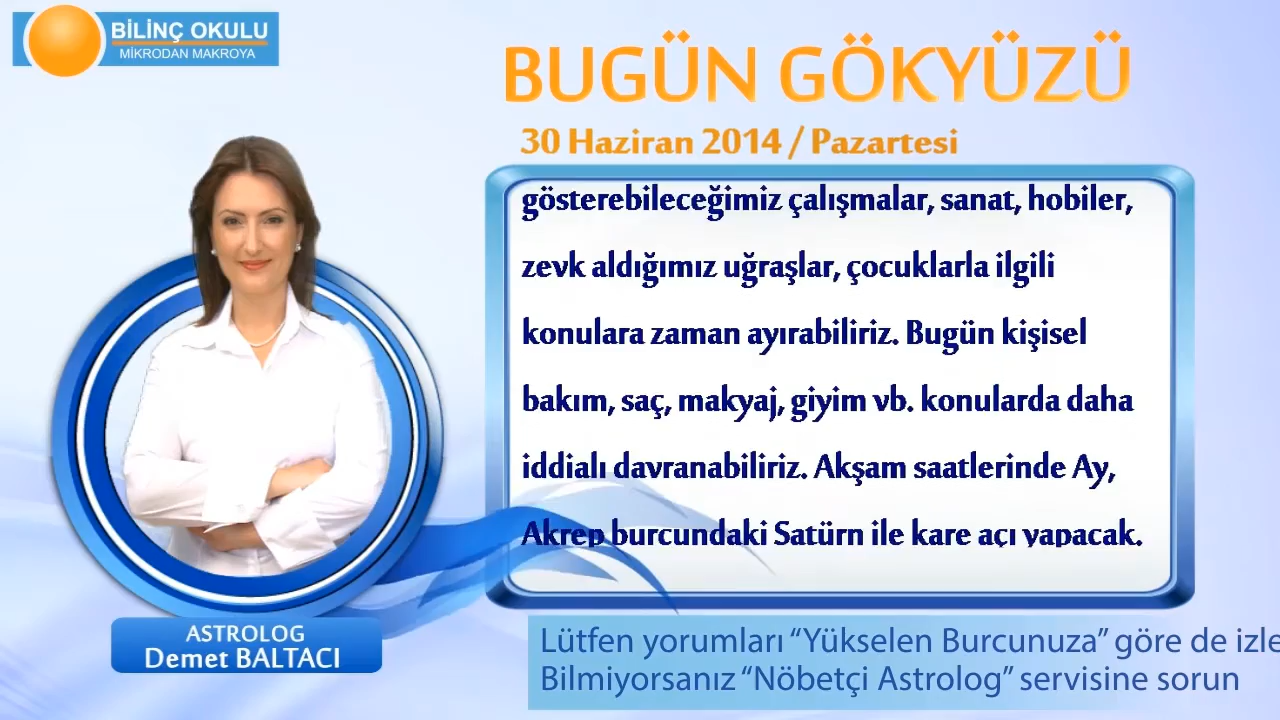 BİLİNÇ OKULU
MİKRODAN MAKROYA
BUGÜN GÖKYÜZÜ
30 Haziran 2014 / Pazartesi
gösterebileceğimiz çalışmalar, sanat, hobiler,
zevk aldığımız uğraşlar, çocuklarla ilgili
konulara zaman ayırabiliriz. Bugün kişisel
bakım, saç, makyaj, giyim vb. konularda daha
iddialı davranabiliriz. Akşam saatlerinde Ay,
Akrep burcundaki Satürn ile kare açı yapacak.
ASTROLOG
Demet BALTACI
Lütfen yorumları “Yükselen Burcunuza” göre de izle
Bilmiyorsanız “Nöbetçi Astrolog” servisine sorun